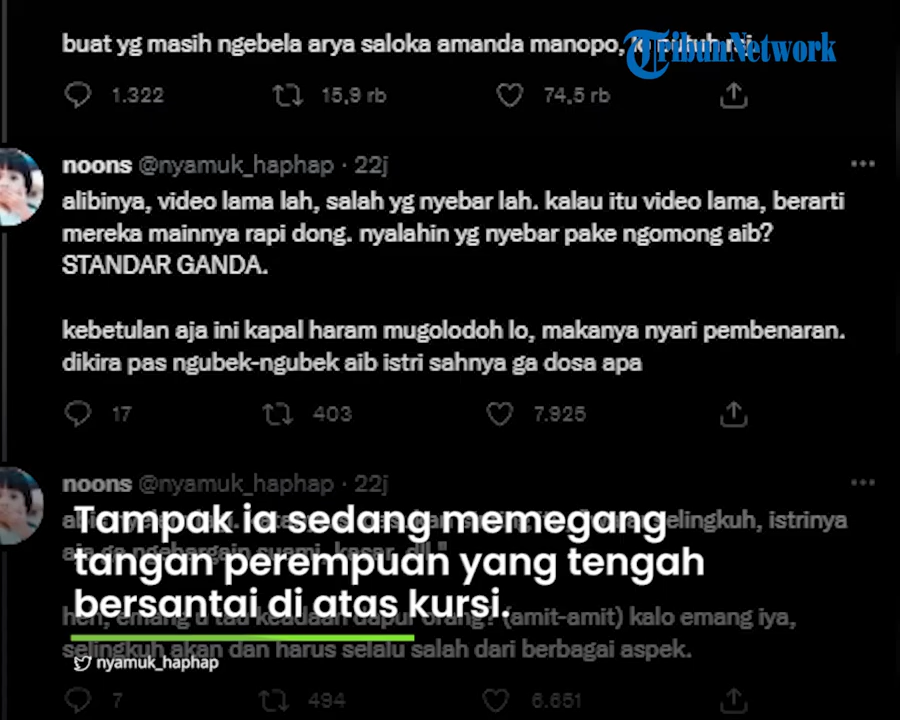 buat yg masih ngebela arya saloka amanda manopo,
TribunNetwork
1.322 15,9 rb 74,5 rb
noons @nyamuk_haphap · 22j
alibinya, video lama lah, salah yg nyebar lah. kalau itu video lama, berarti
mereka mainnya rapi dong. nyalahin yg nyebar pake ngomong aib?
STANDAR GANDA.
kebetulan aja ini kapal haram mugolodoh lo, makanya nyari pembenaran.
dikira pas ngubek-ngubek aib istri sahnya ga dosa apa
17 403 7.925
noons @nyamuk_haphap · 22j
selingkuh, istrinya
Tampak ia sedang memegang
tangan perempuan yang tengah
bersantai di atas kursi.
(amit-amit) kalo emang iya,
selingkuh akan dan harus selalu salah dari berbagai aspek.
nyamuk_haphap
7 494 6.651